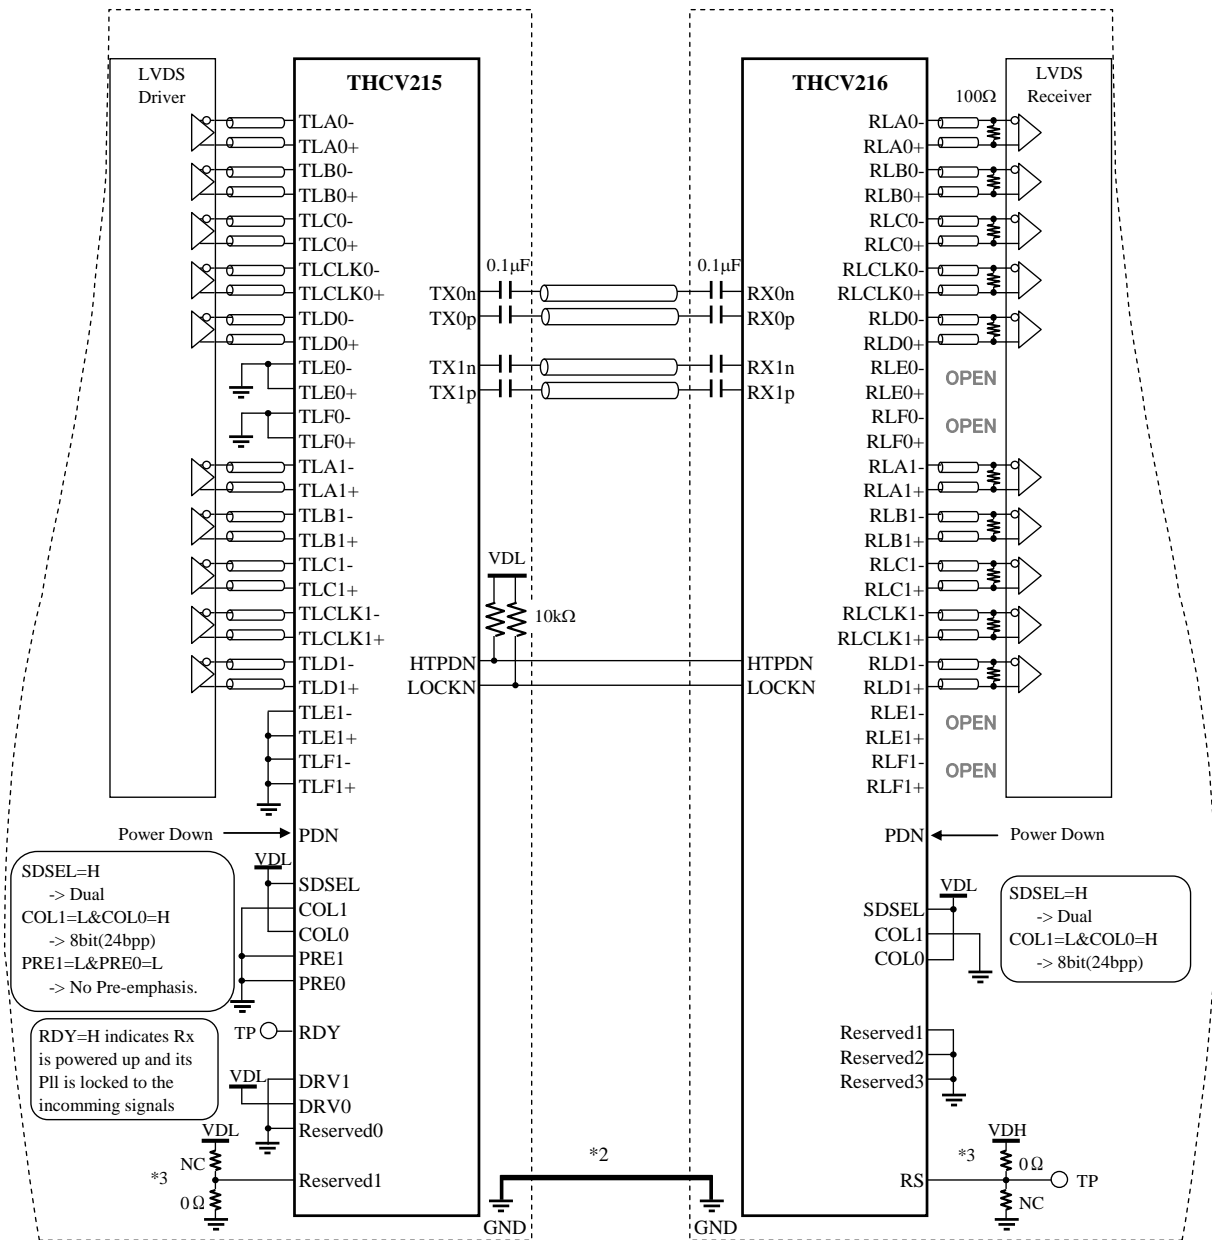 LVDS
Driver
THCV215
TLA0-
TLA0+
TLB0-
TLB0+
TLC0-
TLC0+
TLCLK0-
TLCLK0+
TLD0-
TLD0+
TLE0-
TLE0+
TLF0-
TLF0+
TLA1-
TLA1+
TLB1-
TLB1+
TLC1-
TLC1+
TLCLK1-
TLCLK1+
TLD1-
TLD1+
TLE1-
TLE1+
TLF1-
TLF1+
Power Down
PDN
VDL
SDSEL
COL1
COL0
PRE1
PRE0
SDSEL=H
-> Dual
COL1=L&COL0=H
-> 8bit(24bpp)
PRE1=L&PRE0=L
-> No Pre-emphasis.
TP
RDY
RDY=H indicates Rx
is powered up and its
Pll is locked to the
incomming signals
VDL
DRV1
DRV0
Reserved0
VDL
NC
*3
0Ω
Reserved1
TX0n
TX0p
TX1n
TX1p
0.1μF
0.1μF
VDL
10kΩ
HTPDN
LOCKN
*2
GND
GND
THCV216
RX0n
RX0p
RX1n
RX1p
HTPDN
LOCKN
100Ω
LVDS
Receiver
RLA0-
RLA0+
RLB0-
RLB0+
RLC0-
RLC0+
RLCLK0-
RLCLK0+
RLD0-
RLD0+
RLE0-
OPEN
RLE0+
RLF0-
OPEN
RLF0+
RLA1-
RLA1+
RLB1-
RLB1+
RLC1-
RLC1+
RLCLK1-
RLCLK1+
RLD1-
RLD1+
RLE1-
OPEN
RLE1+
RLF1-
OPEN
RLF1+
PDN
Power Down
VDL
SDSEL
COL1
COL0
SDSEL=H
-> Dual
COL1=L&COL0=H
-> 8bit(24bpp)
Reserved1
Reserved2
Reserved3
VDH
*3
0Ω
RS
TP
NC